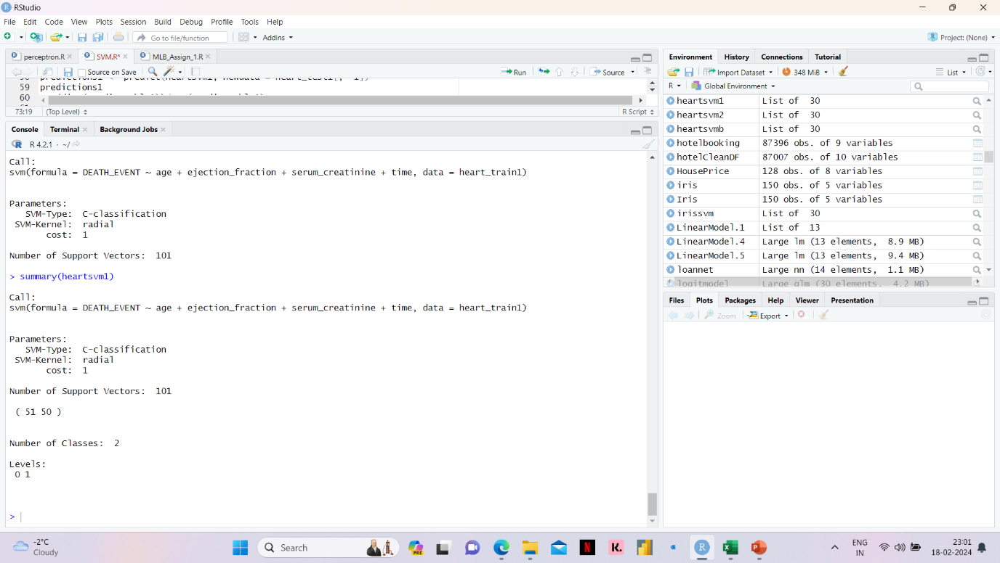 RStudio
File Edit Code View Plots Session Build Debug Profile Tools Help
Go to file/function Addins Project: (None)
perceptron.R SVM.R* MLB_Assign_1.R
Source on Save Run Source
59 predictions1
60
73:19 (Top Level) R Script
Console Terminal Background Jobs
R 4.2.1 · ~/
Call:
svm(formula = DEATH_EVENT ~ age + ejection_fraction + serum_creatinine + time, data = heart_train1)
Parameters:
SVM-Type: C-classification
SVM-Kernel: radial
cost: 1
Number of Support Vectors: 101
> summary(heartsvm1)
Call:
svm(formula = DEATH_EVENT ~ age + ejection_fraction + serum_creatinine + time, data = heart_train1)
Parameters:
SVM-Type: C-classification
SVM-Kernel: radial
cost: 1
Number of Support Vectors: 101
( 51 50 )
Number of Classes: 2
Levels:
0 1
>
Environment History Connections Tutorial
Import Dataset 348 MiB List
R Global Environment
heartsvm1 List of 30
heartsvm2 List of 30
heartsvmb List of 30
hotelbooking 87396 obs. of 9 variables
hotelCleanDF 87007 obs. of 10 variables
HousePrice 128 obs. of 8 variables
iris 150 obs. of 5 variables
Iris 150 obs. of 5 variables
irissvm List of 30
LinearModel.1 List of 13
LinearModel.4 Large lm (13 elements, 8.9 MB)
LinearModel.5 Large lm (13 elements, 9.4 MB)
loannet Large nn (14 elements, 1.1 MB)
logitmodel Large glm (30 elements, 4.2 MB)
Files Plots Packages Help Viewer Presentation
Zoom Export
-2°C
Cloudy
Search
PRE
N
K.
R
X
P
ENG
IN
23:01
18-02-2024